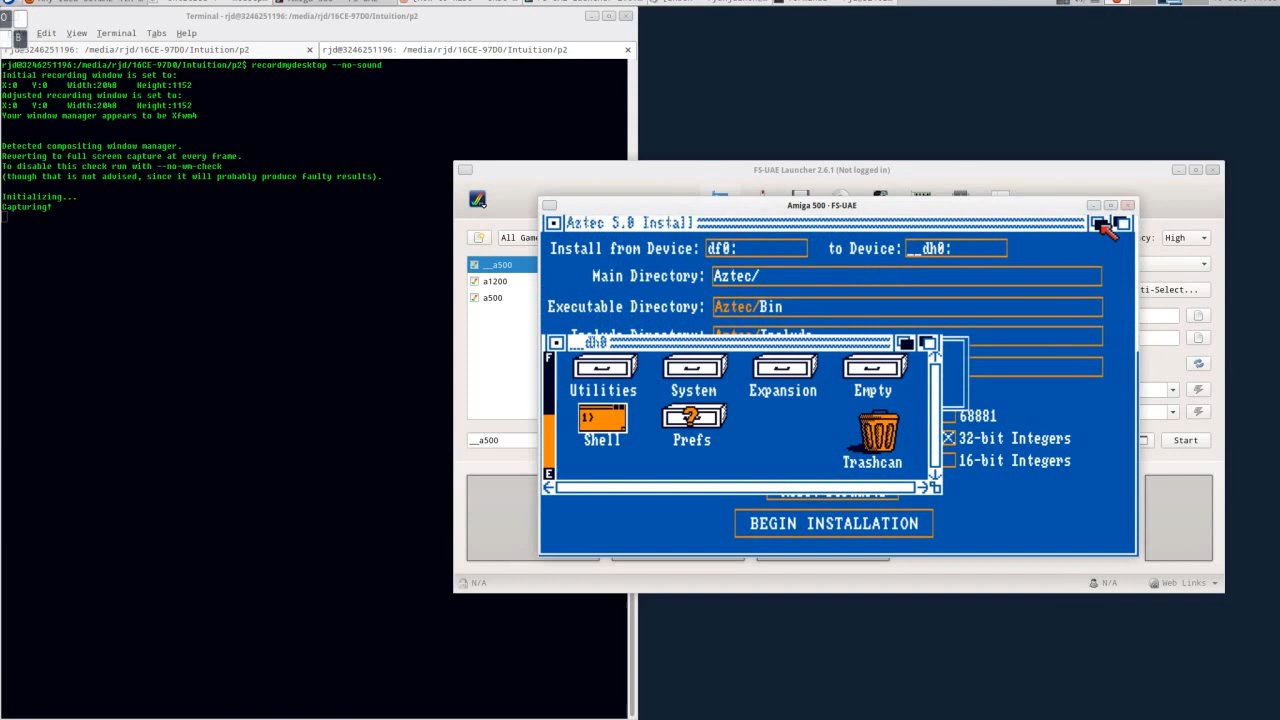 Terminal - rjd@3246251196: /media/rjd/16CE-97D0/Intuition/p2
Edit View Terminal Tabs Help
rjd@3246251196: /media/rjd/16CE-97D0/Intuition/p2
rjd@3246251196: /media/rjd/16CE-97D0/Intuition/p2
rjd@3246251196:/media/rjd/16CE-97D0/Intuition/p2$ recordmydesktop --no-sound
Initial recording window is set to:
X:0 Y:0 Width:2048 Height:1152
Adjusted recording window is set to:
X:0 Y:0 Width:2048 Height:1152
Your window manager appears to be Xfwm4
Detected compositing window manager.
Reverting to full screen capture at every frame.
To disable this check run with --no-wm-check
(though that is not advised, since it will probably produce faulty results).
Initializing...
Capturing!
FS-UAE Launcher 2.6.1 (Not logged in)
All Gam
cy: High
__a500
a1200
a500
ti-Select...
__a500
Start
N/A
N/A
Web Links
Amiga 500 - FS-UAE
Aztec 5.0 Install
Install from Device: df0: to Device: __dh0:
Main Directory: Aztec/
Executable Directory: Aztec/Bin
Include Directory: Aztec/Include
68881
32-bit Integers
16-bit Integers
BEGIN INSTALLATION
__dh0
Utilities System Expansion Empty
Shell Prefs
Trashcan
F
E